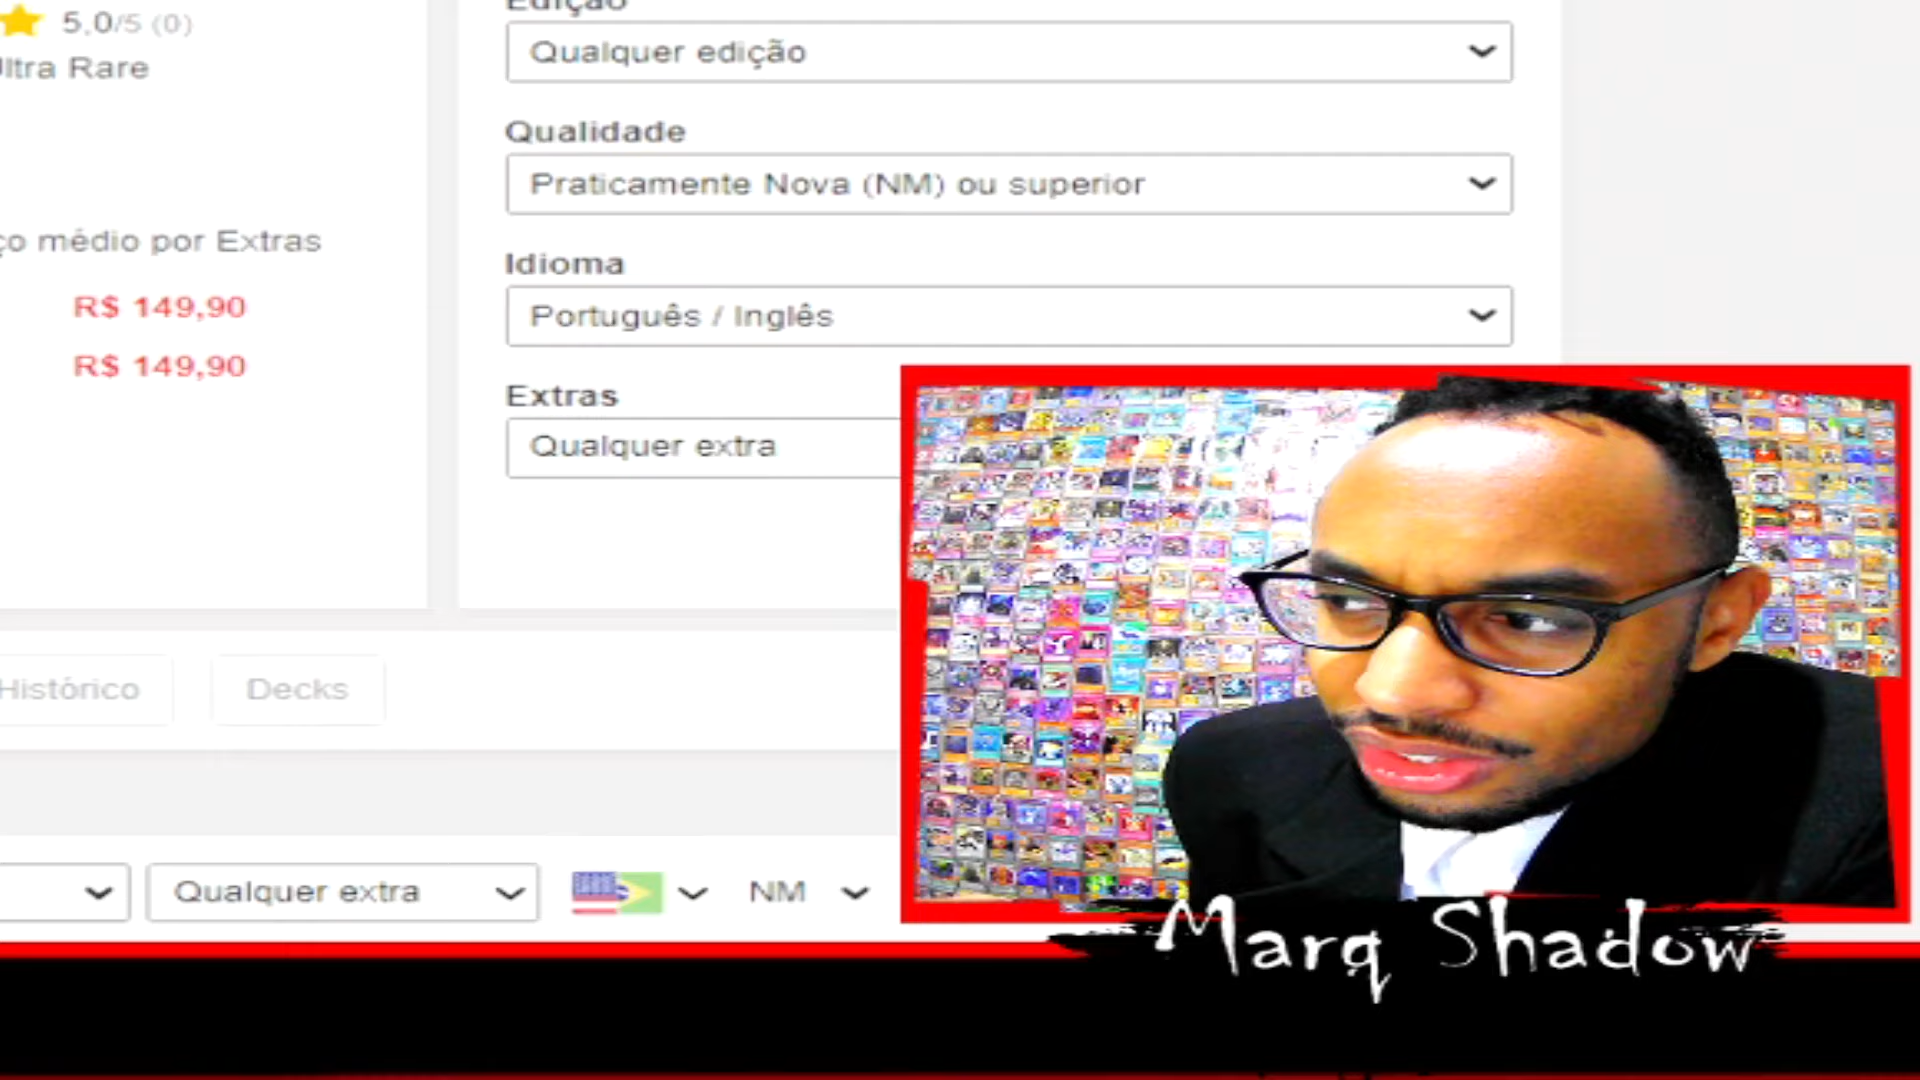 Edição
5,0/5 (0)
Ultra Rare
Qualquer edição
Qualidade
Praticamente Nova (NM) ou superior
Idioma
Português / Inglês
ço médio por Extras
R$ 149,90
R$ 149,90
Extras
Qualquer extra
Histórico
Decks
Qualquer extra
NM
Marq Shadow